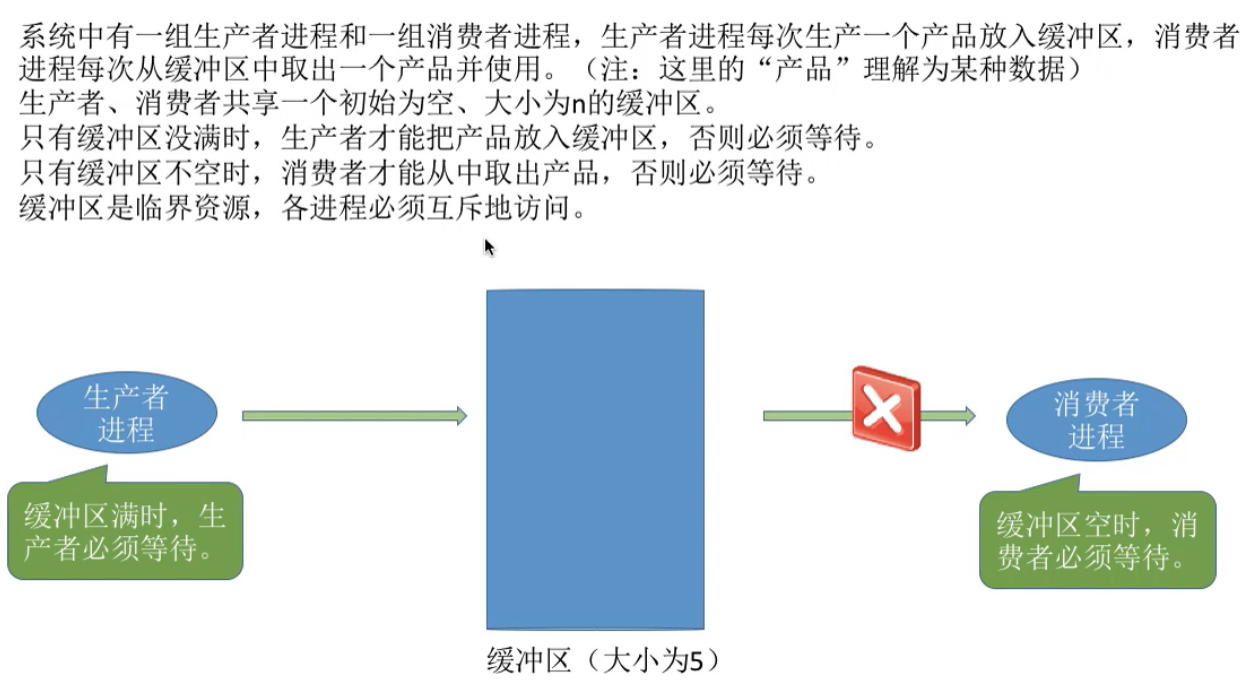 系统中有一组生产者进程和一组消费者进程，生产者进程每次生产一个产品放入缓冲区，消费者
进程每次从缓冲区中取出一个产品并使用。（注：这里的“产品”理解为某种数据）
生产者、消费者共享一个初始为空、大小为n的缓冲区。
只有缓冲区没满时，生产者才能把产品放入缓冲区，否则必须等待。
只有缓冲区不空时，消费者才能从中取出产品，否则必须等待。
缓冲区是临界资源，各进程必须互斥地访问。
生产者
进程
消费者
进程
缓冲区满时，生
产者必须等待。
缓冲区空时，消
费者必须等待。
缓冲区（大小为5）